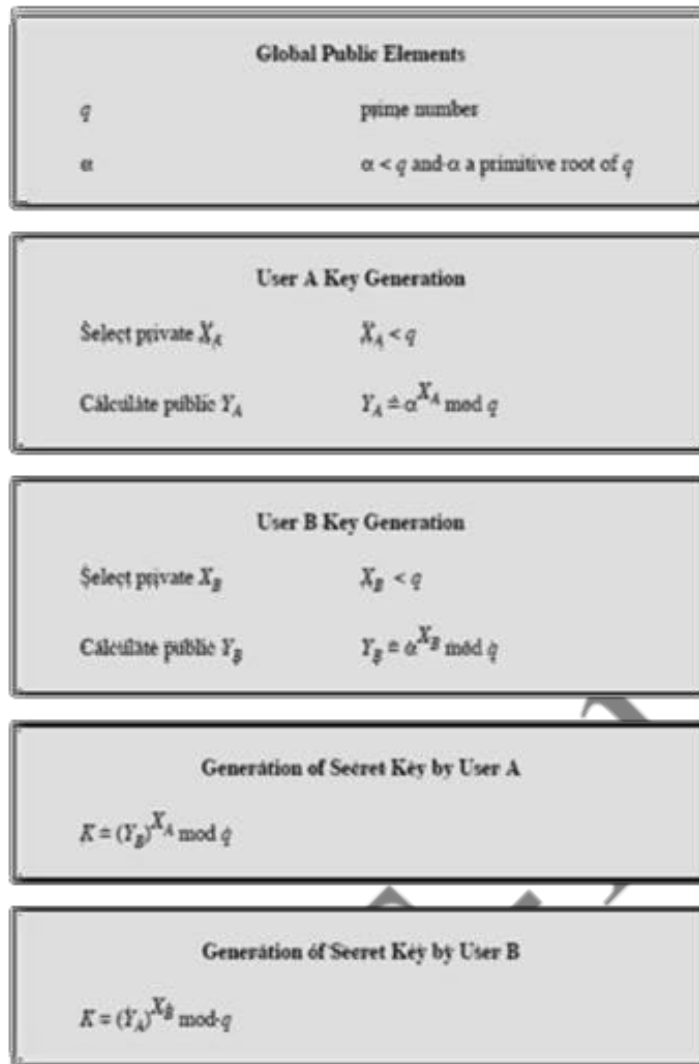 Global Public Elements
q prime number
α α < q and α a primitive root of q
User A Key Generation
Select private X_A X_A < q
Calculate public Y_A Y_A = α^{X_A} mod q
User B Key Generation
Select private X_B X_B < q
Calculate public Y_B Y_B = α^{X_B} mod q
Generation of Secret Key by User A
K = (Y_B)^{X_A} mod q
Generation of Secret Key by User B
K = (Y_A)^{X_B} mod q